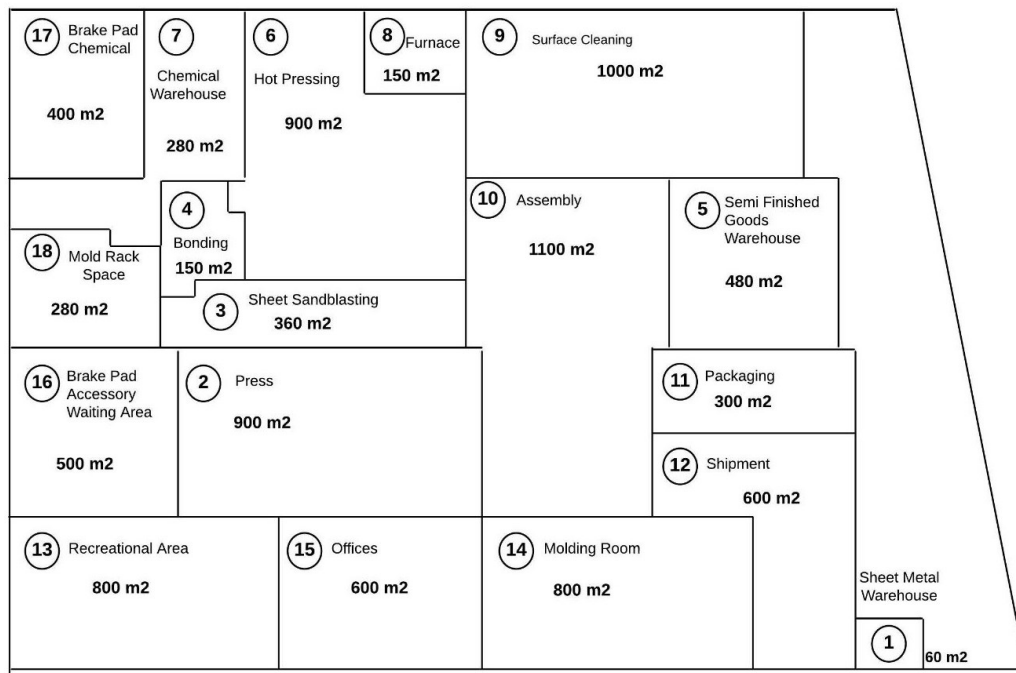 17 Brake Pad
Chemical
400 m2
7
Chemical
Warehouse
280 m2
6
Hot Pressing
900 m2
8
Furnace
150 m2
9 Surface Cleaning
1000 m2
4
Bonding
150 m2
10 Assembly
1100 m2
5 Semi Finished
Goods
Warehouse
480 m2
18 Mold Rack
Space
280 m2
3 Sheet Sandblasting
360 m2
16 Brake Pad
Accessory
Waiting Area
500 m2
2 Press
900 m2
11 Packaging
300 m2
12 Shipment
600 m2
13 Recreational Area
800 m2
15 Offices
600 m2
14 Molding Room
800 m2
Sheet Metal
Warehouse
1
60 m2